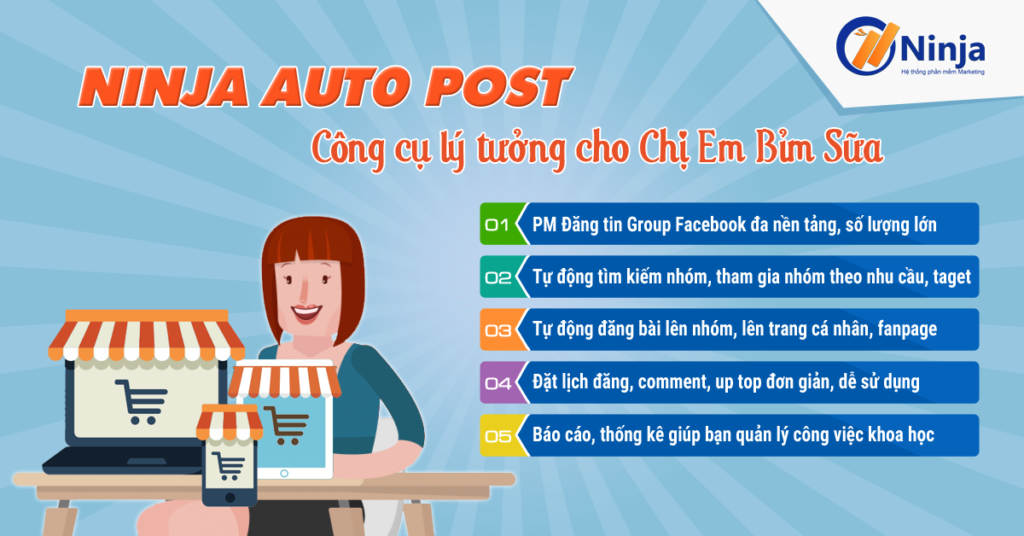 Ninja
Hệ thống phần mềm Marketing
NINJA AUTO POST
Công cụ lý tưởng cho Chị Em Bỉm Sữa
01 PM Đăng tin Group Facebook đa nền tảng, số lượng lớn
02 Tự động tìm kiếm nhóm, tham gia nhóm theo nhu cầu, taget
03 Tự động đăng bài lên nhóm, lên trang cá nhân, fanpage
04 Đặt lịch đăng, comment, up top đơn giản, dễ sử dụng
05 Báo cáo, thống kê giúp bạn quản lý công việc khoa học